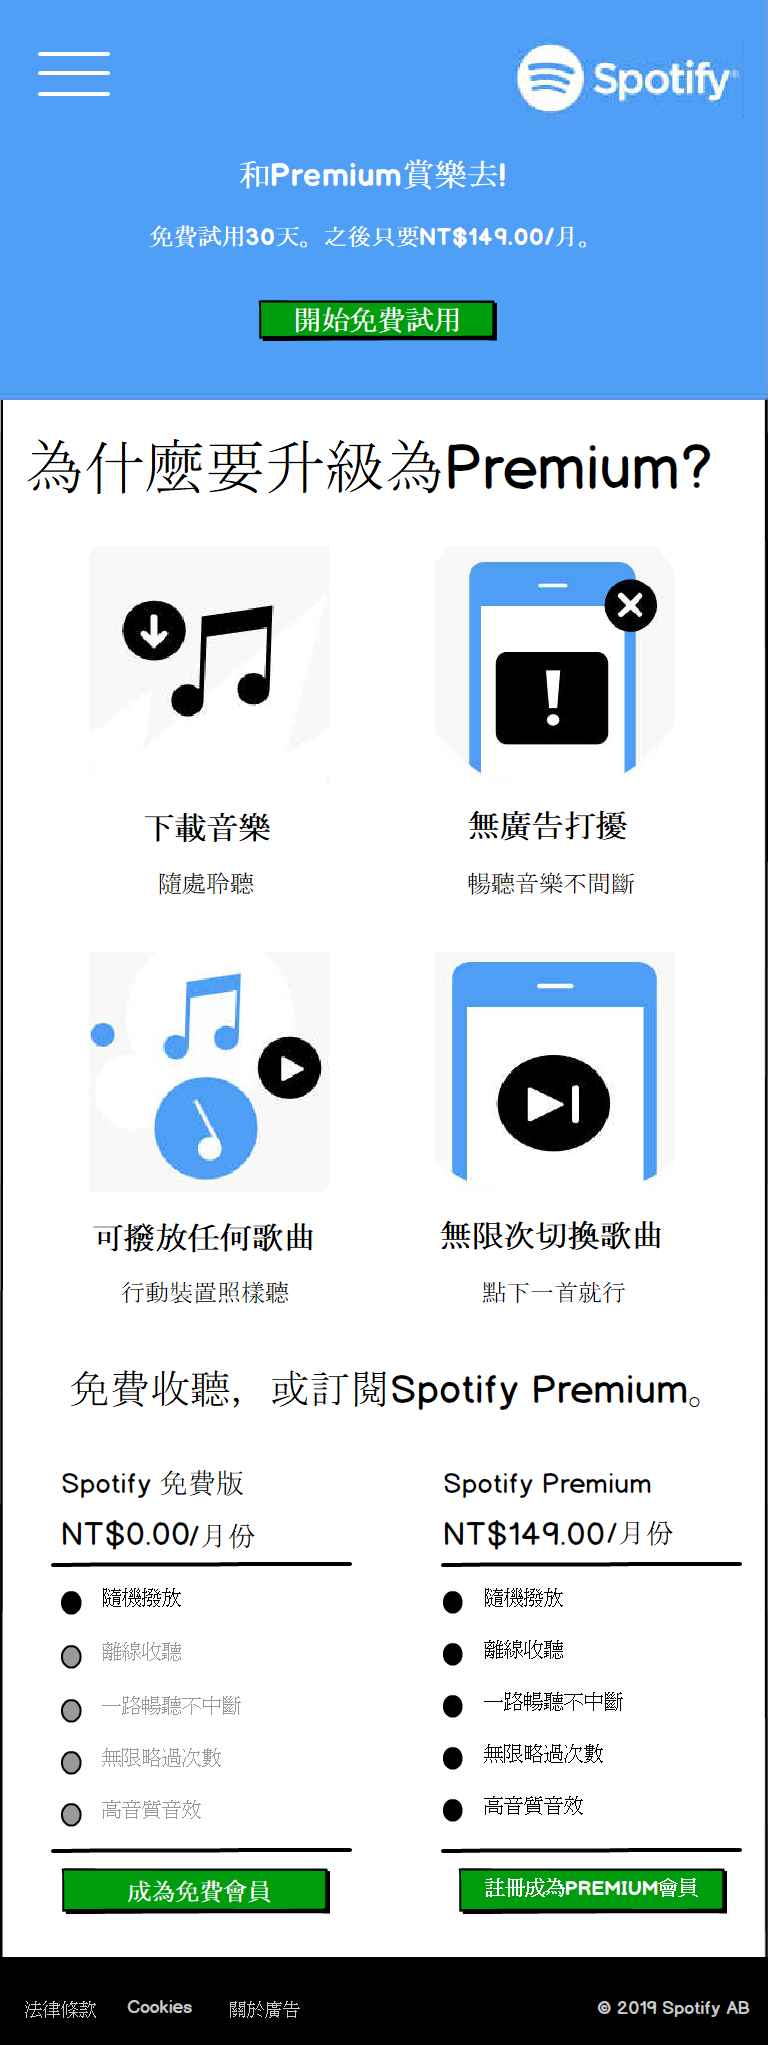 Spotify®
和Premium賞樂去!
免費試用30天。之後只要NT$149.00/月。
開始免費試用
為什麼要升級為Premium?
下載音樂
隨處聆聽
無廣告打擾
暢聽音樂不間斷
可撥放任何歌曲
行動裝置照樣聽
無限次切換歌曲
點下一首就行
免費收聽，或訂閱Spotify Premium。
Spotify 免費版
NT$0.00/月份
隨機撥放
離線收聽
一路暢聽不中斷
無限略過次數
高音質音效
成為免費會員
Spotify Premium
NT$149.00/月份
隨機撥放
離線收聽
一路暢聽不中斷
無限略過次數
高音質音效
註冊成為PREMIUM會員
法律條款 Cookies 關於廣告 © 2019 Spotify AB